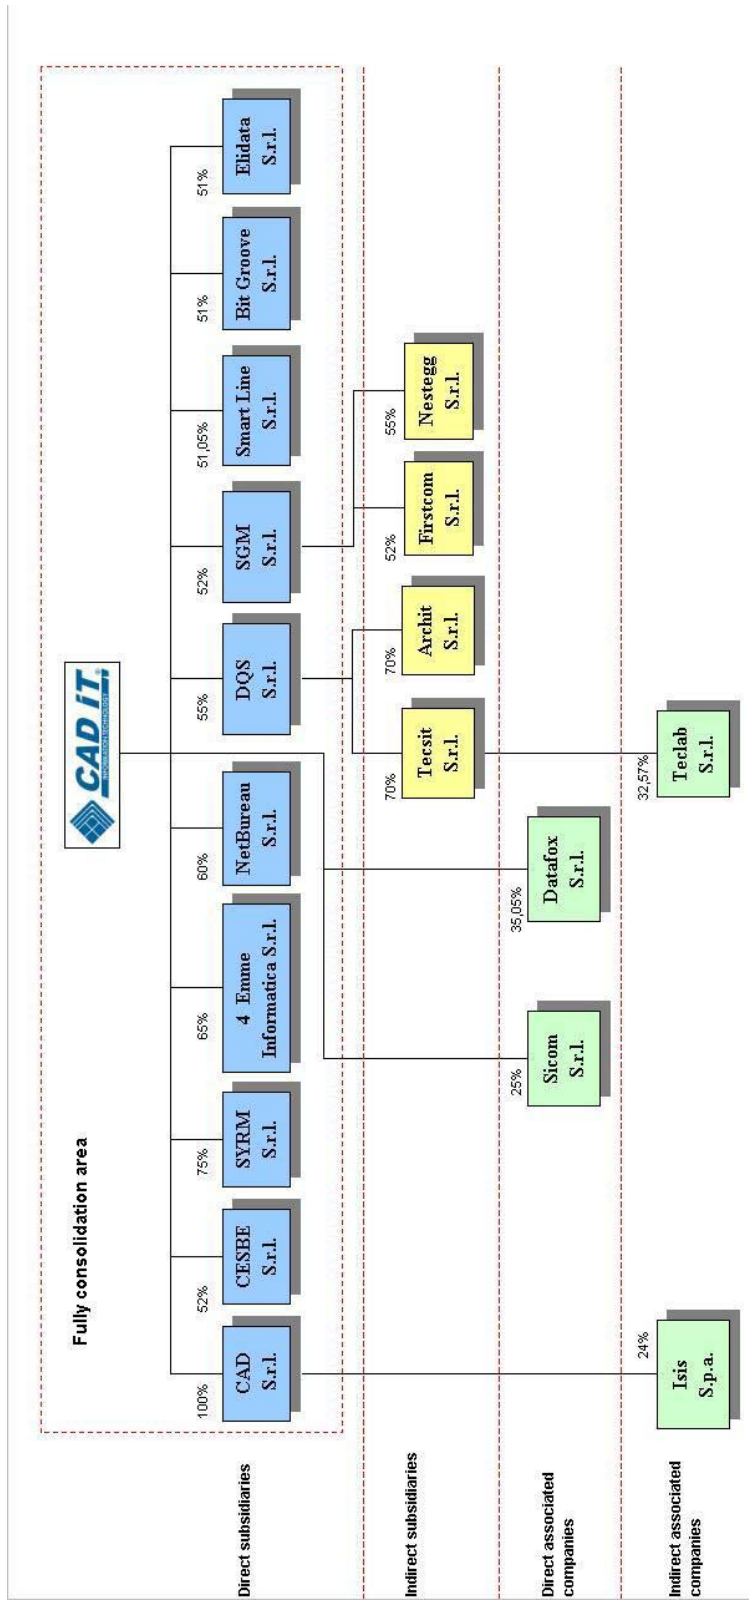 CAD iT.
INFORMATION TECHNOLOGY
Fully consolidation area
Direct subsidiaries
100%
CAD
S.r.l.
52%
CESBE
S.r.l.
75%
SYRM
S.r.l.
65%
4 Emme
Informatica S.r.l.
60%
NetBureau
S.r.l.
55%
DQS
S.r.l.
52%
SGM
S.r.l.
51,05%
Smart Line
S.r.l.
51%
Bit Groove
S.r.l.
51%
Elidata
S.r.l.
Indirect subsidiaries
70%
Tecsit
S.r.l.
70%
Archit
S.r.l.
52%
Firstcom
S.r.l.
55%
Nestegg
S.r.l.
Direct associated
companies
25%
Sicom
S.r.l.
35,05%
Datafox
S.r.l.
Indirect associated
companies
24%
Isis
S.p.a.
32,57%
Teclab
S.r.l.